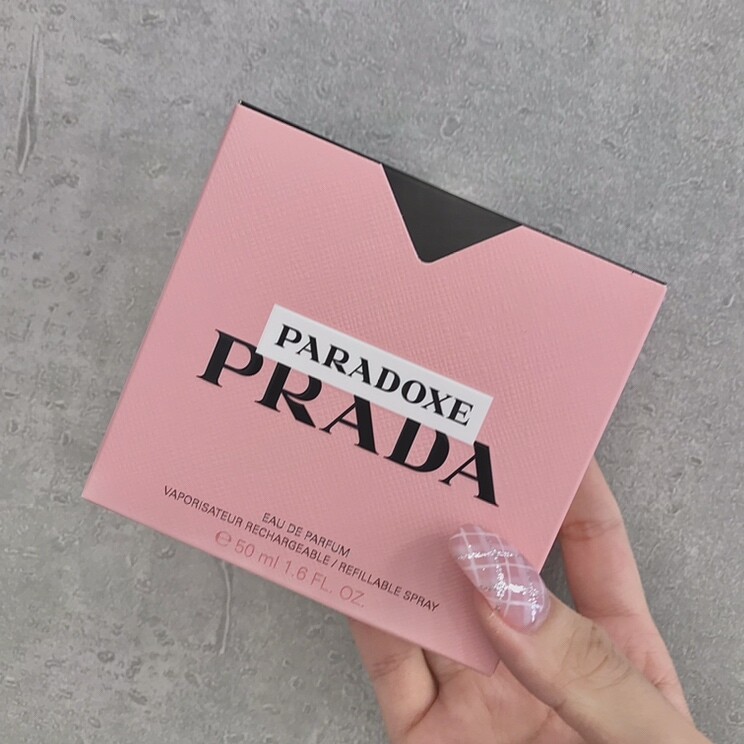 PARADOXE
PRADA
EAU DE PARFUM
VAPORISATEUR RECHARGEABLE / REFILLABLE SPRAY
℮ 50 ml 1.6 FL. OZ.